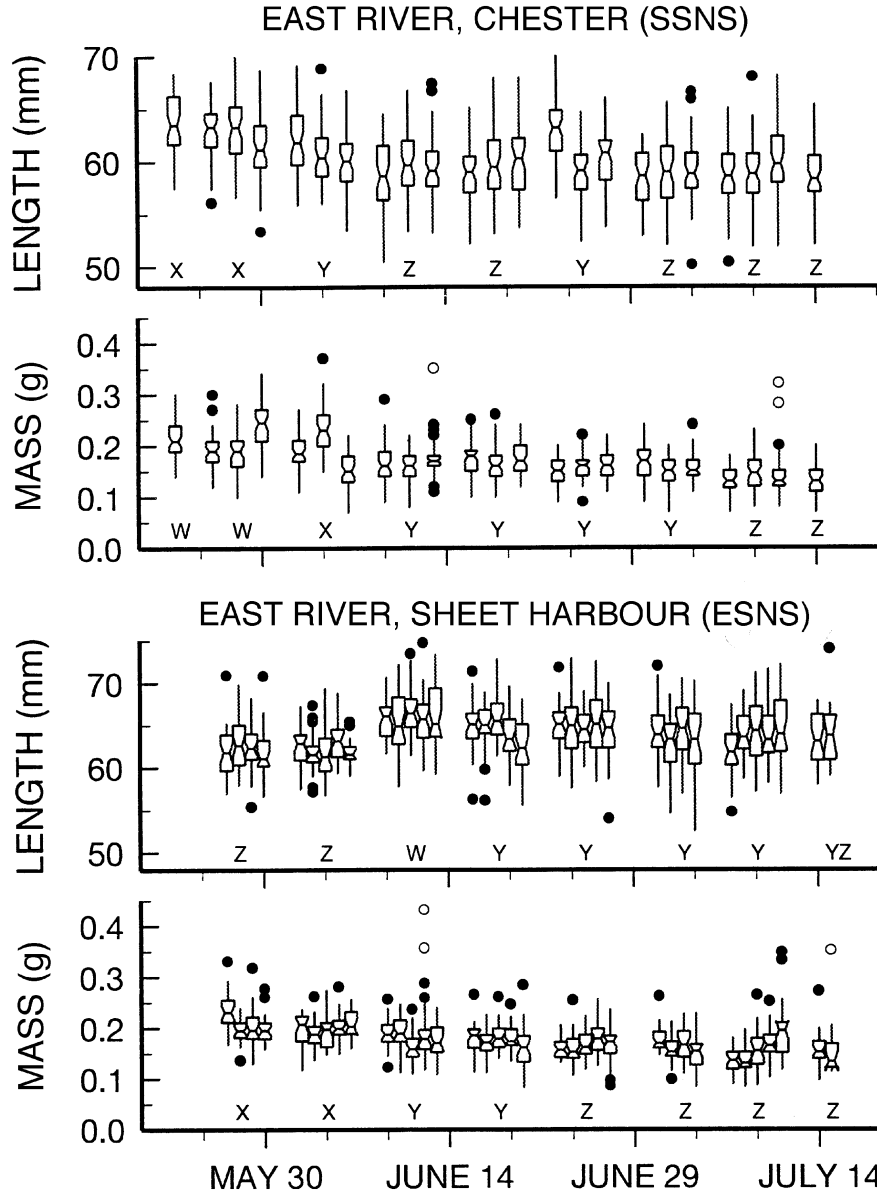 EAST RIVER, CHESTER (SSNS)
LENGTH (mm)
70
60
50
X X Y Z Z Y Z Z Z
MASS (g)
0.4
0.3
0.2
0.1
0.0
W W X Y Y Y Y Z Z
EAST RIVER, SHEET HARBOUR (ESNS)
LENGTH (mm)
70
60
50
Z Z W Y Y Y Y YZ
MASS (g)
0.4
0.3
0.2
0.1
0.0
X X Y Y Z Z Z Z
MAY 30 JUNE 14 JUNE 29 JULY 14